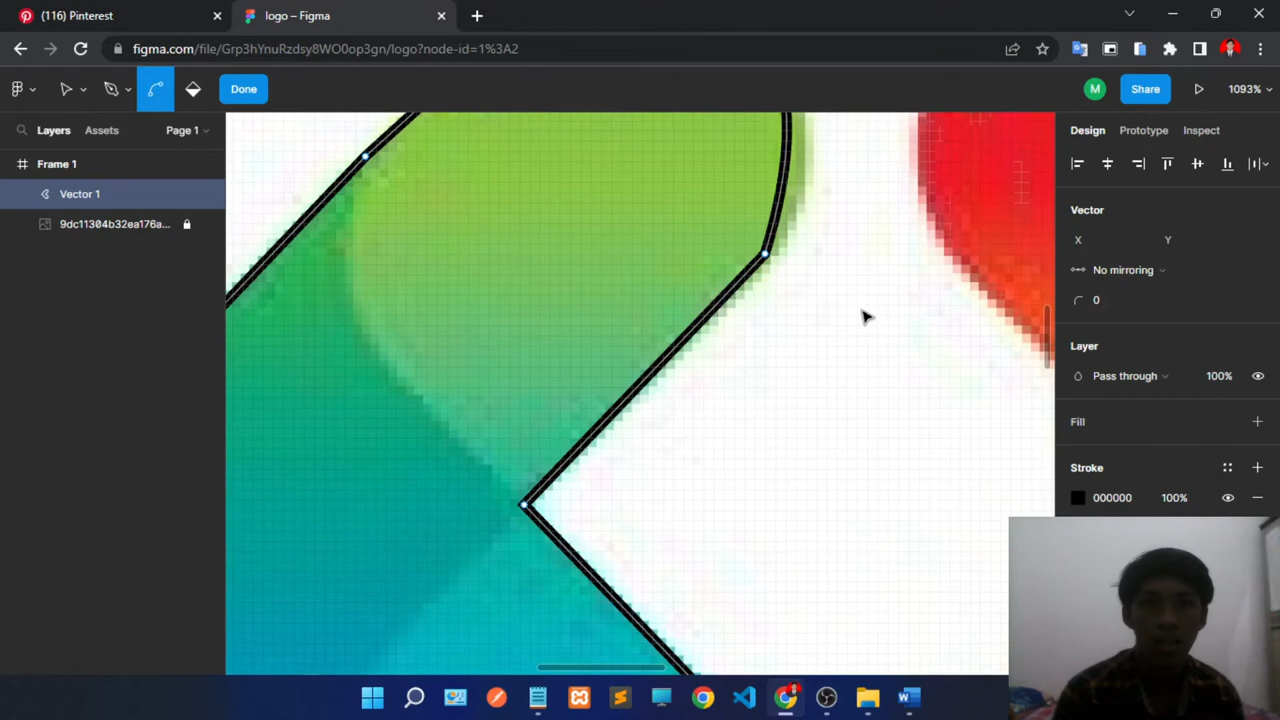 (116) Pinterest
logo – Figma
figma.com/file/Grp3hYnuRzdsy8WO0op3gn/logo?node-id=1%3A2
Done
M
Share
1093%
Layers
Assets
Page 1
Design
Prototype
Inspect
Frame 1
Vector 1
9dc11304b32ea176a...
Vector
X
Y
No mirroring
0
Layer
Pass through
100%
Fill
Stroke
000000
100%